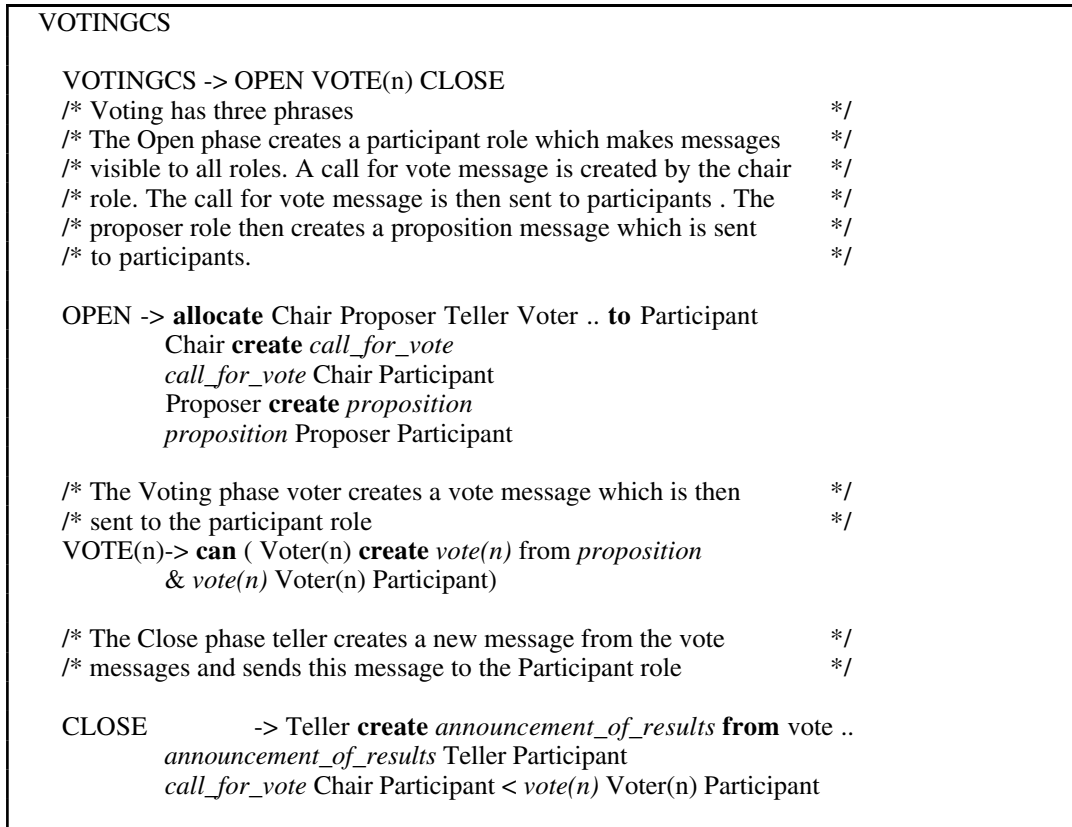 VOTINGCS
VOTINGCS -> OPEN VOTE(n) CLOSE
/* Voting has three phrases */
/* The Open phase creates a participant role which makes messages */
/* visible to all roles. A call for vote message is created by the chair */
/* role. The call for vote message is then sent to participants . The */
/* proposer role then creates a proposition message which is sent */
/* to participants. */
OPEN -> allocate Chair Proposer Teller Voter .. to Participant
Chair create call_for_vote
call_for_vote Chair Participant
Proposer create proposition
proposition Proposer Participant
/* The Voting phase voter creates a vote message which is then */
/* sent to the participant role */
VOTE(n)-> can ( Voter(n) create vote(n) from proposition
& vote(n) Voter(n) Participant)
/* The Close phase teller creates a new message from the vote */
/* messages and sends this message to the Participant role */
CLOSE -> Teller create announcement_of_results from vote ..
announcement_of_results Teller Participant
call_for_vote Chair Participant < vote(n) Voter(n) Participant